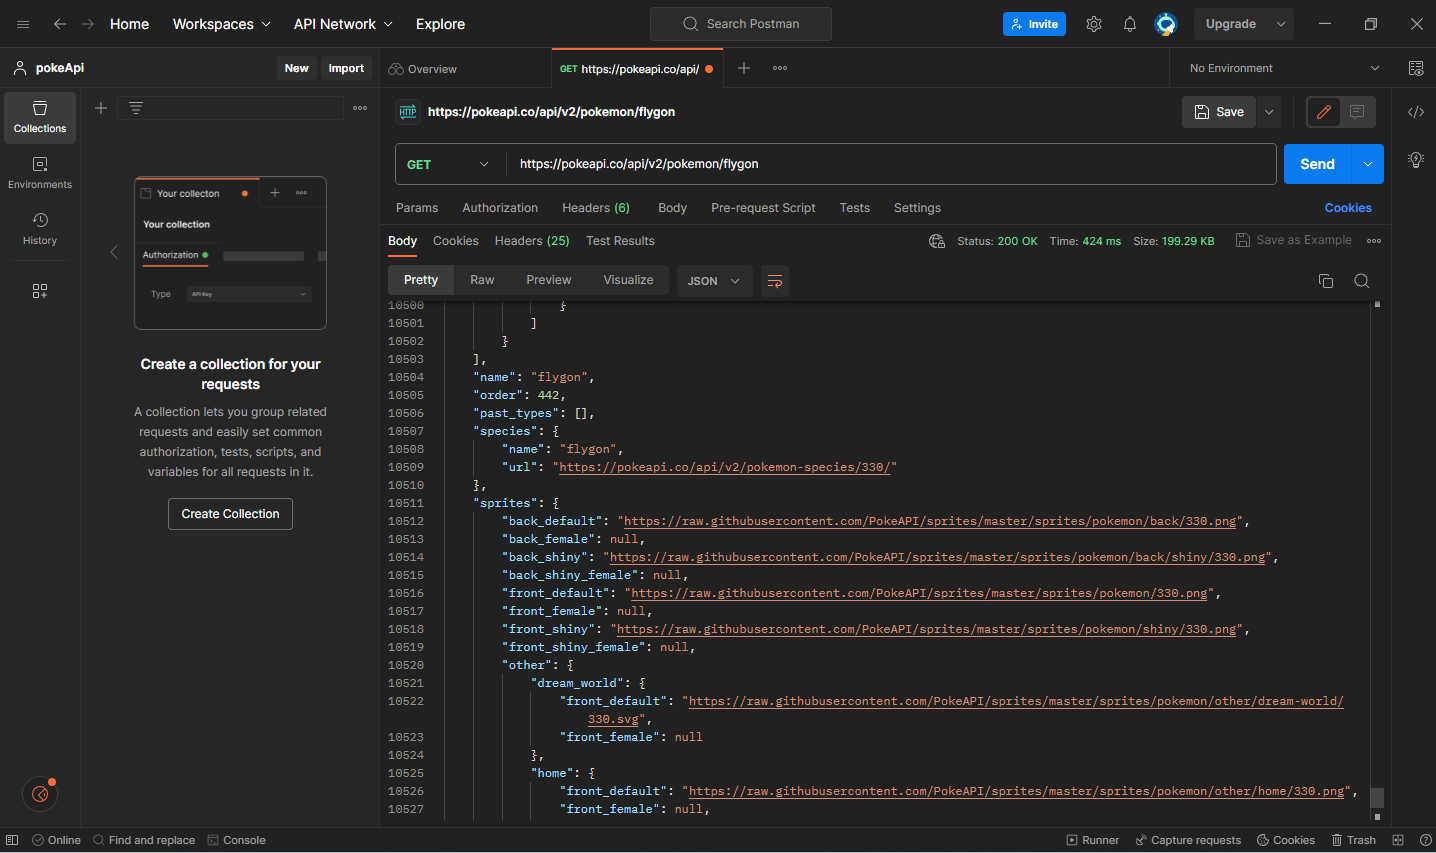 Home
Workspaces
API Network
Explore
Search Postman
Invite
Upgrade
pokeApi
New
Import
Overview
GET https://pokeapi.co/api/
No Environment
Collections
Environments
History
Your collecton
Your collection
Authorization
Type
API Key
Create a collection for your
requests
A collection lets you group related
requests and easily set common
authorization, tests, scripts, and
variables for all requests in it.
Create Collection
HTTP
https://pokeapi.co/api/v2/pokemon/flygon
Save
GET
https://pokeapi.co/api/v2/pokemon/flygon
Send
Params
Authorization
Headers (6)
Body
Pre-request Script
Tests
Settings
Cookies
Body
Cookies
Headers (25)
Test Results
Status: 200 OK
Time: 424 ms
Size: 199.29 KB
Save as Example
Pretty
Raw
Preview
Visualize
JSON
10500 }
10501 ]
10502 }
10503 ],
10504 "name": "flygon",
10505 "order": 442,
10506 "past_types": [],
10507 "species": {
10508 "name": "flygon",
10509 "url": "https://pokeapi.co/api/v2/pokemon-species/330/"
10510 },
10511 "sprites": {
10512 "back_default": "https://raw.githubusercontent.com/PokeAPI/sprites/master/sprites/pokemon/back/330.png",
10513 "back_female": null,
10514 "back_shiny": "https://raw.githubusercontent.com/PokeAPI/sprites/master/sprites/pokemon/back/shiny/330.png",
10515 "back_shiny_female": null,
10516 "front_default": "https://raw.githubusercontent.com/PokeAPI/sprites/master/sprites/pokemon/330.png",
10517 "front_female": null,
10518 "front_shiny": "https://raw.githubusercontent.com/PokeAPI/sprites/master/sprites/pokemon/shiny/330.png",
10519 "front_shiny_female": null,
10520 "other": {
10521 "dream_world": {
10522 "front_default": "https://raw.githubusercontent.com/PokeAPI/sprites/master/sprites/pokemon/other/dream-world/
330.svg",
10523 "front_female": null
10524 },
10525 "home": {
10526 "front_default": "https://raw.githubusercontent.com/PokeAPI/sprites/master/sprites/pokemon/other/home/330.png",
10527 "front_female": null,
Online
Find and replace
Console
Runner
Capture requests
Cookies
Trash